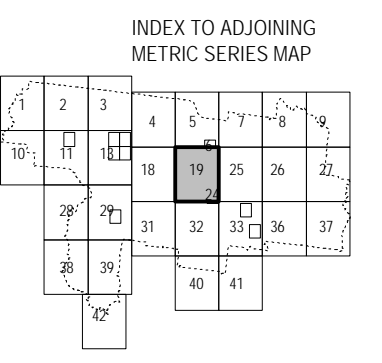 INDEX TO ADJOINING
METRIC SERIES MAP
1 2 3
4 5 7 8 9
6
10 11 13
18 19 25 26 27
24
28 29
31 32 33 36 37
38 39
40 41
42